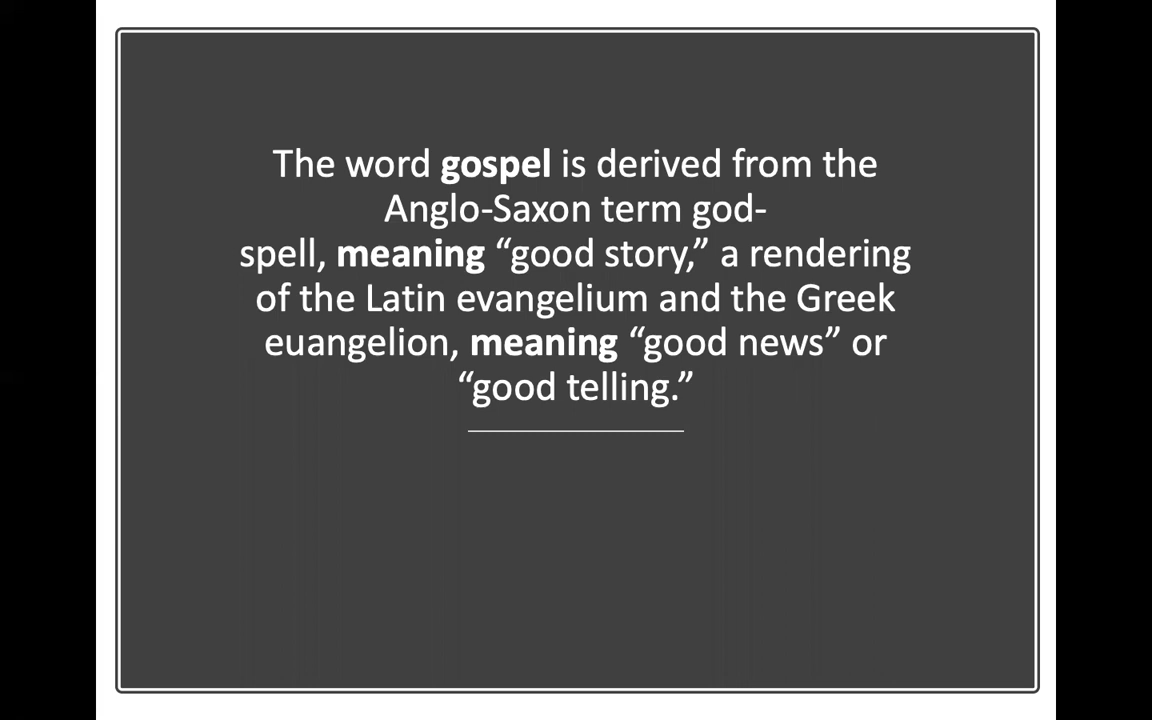 The word gospel is derived from the
Anglo-Saxon term god-
spell, meaning “good story,” a rendering
of the Latin evangelium and the Greek
euangelion, meaning “good news” or
“good telling.”